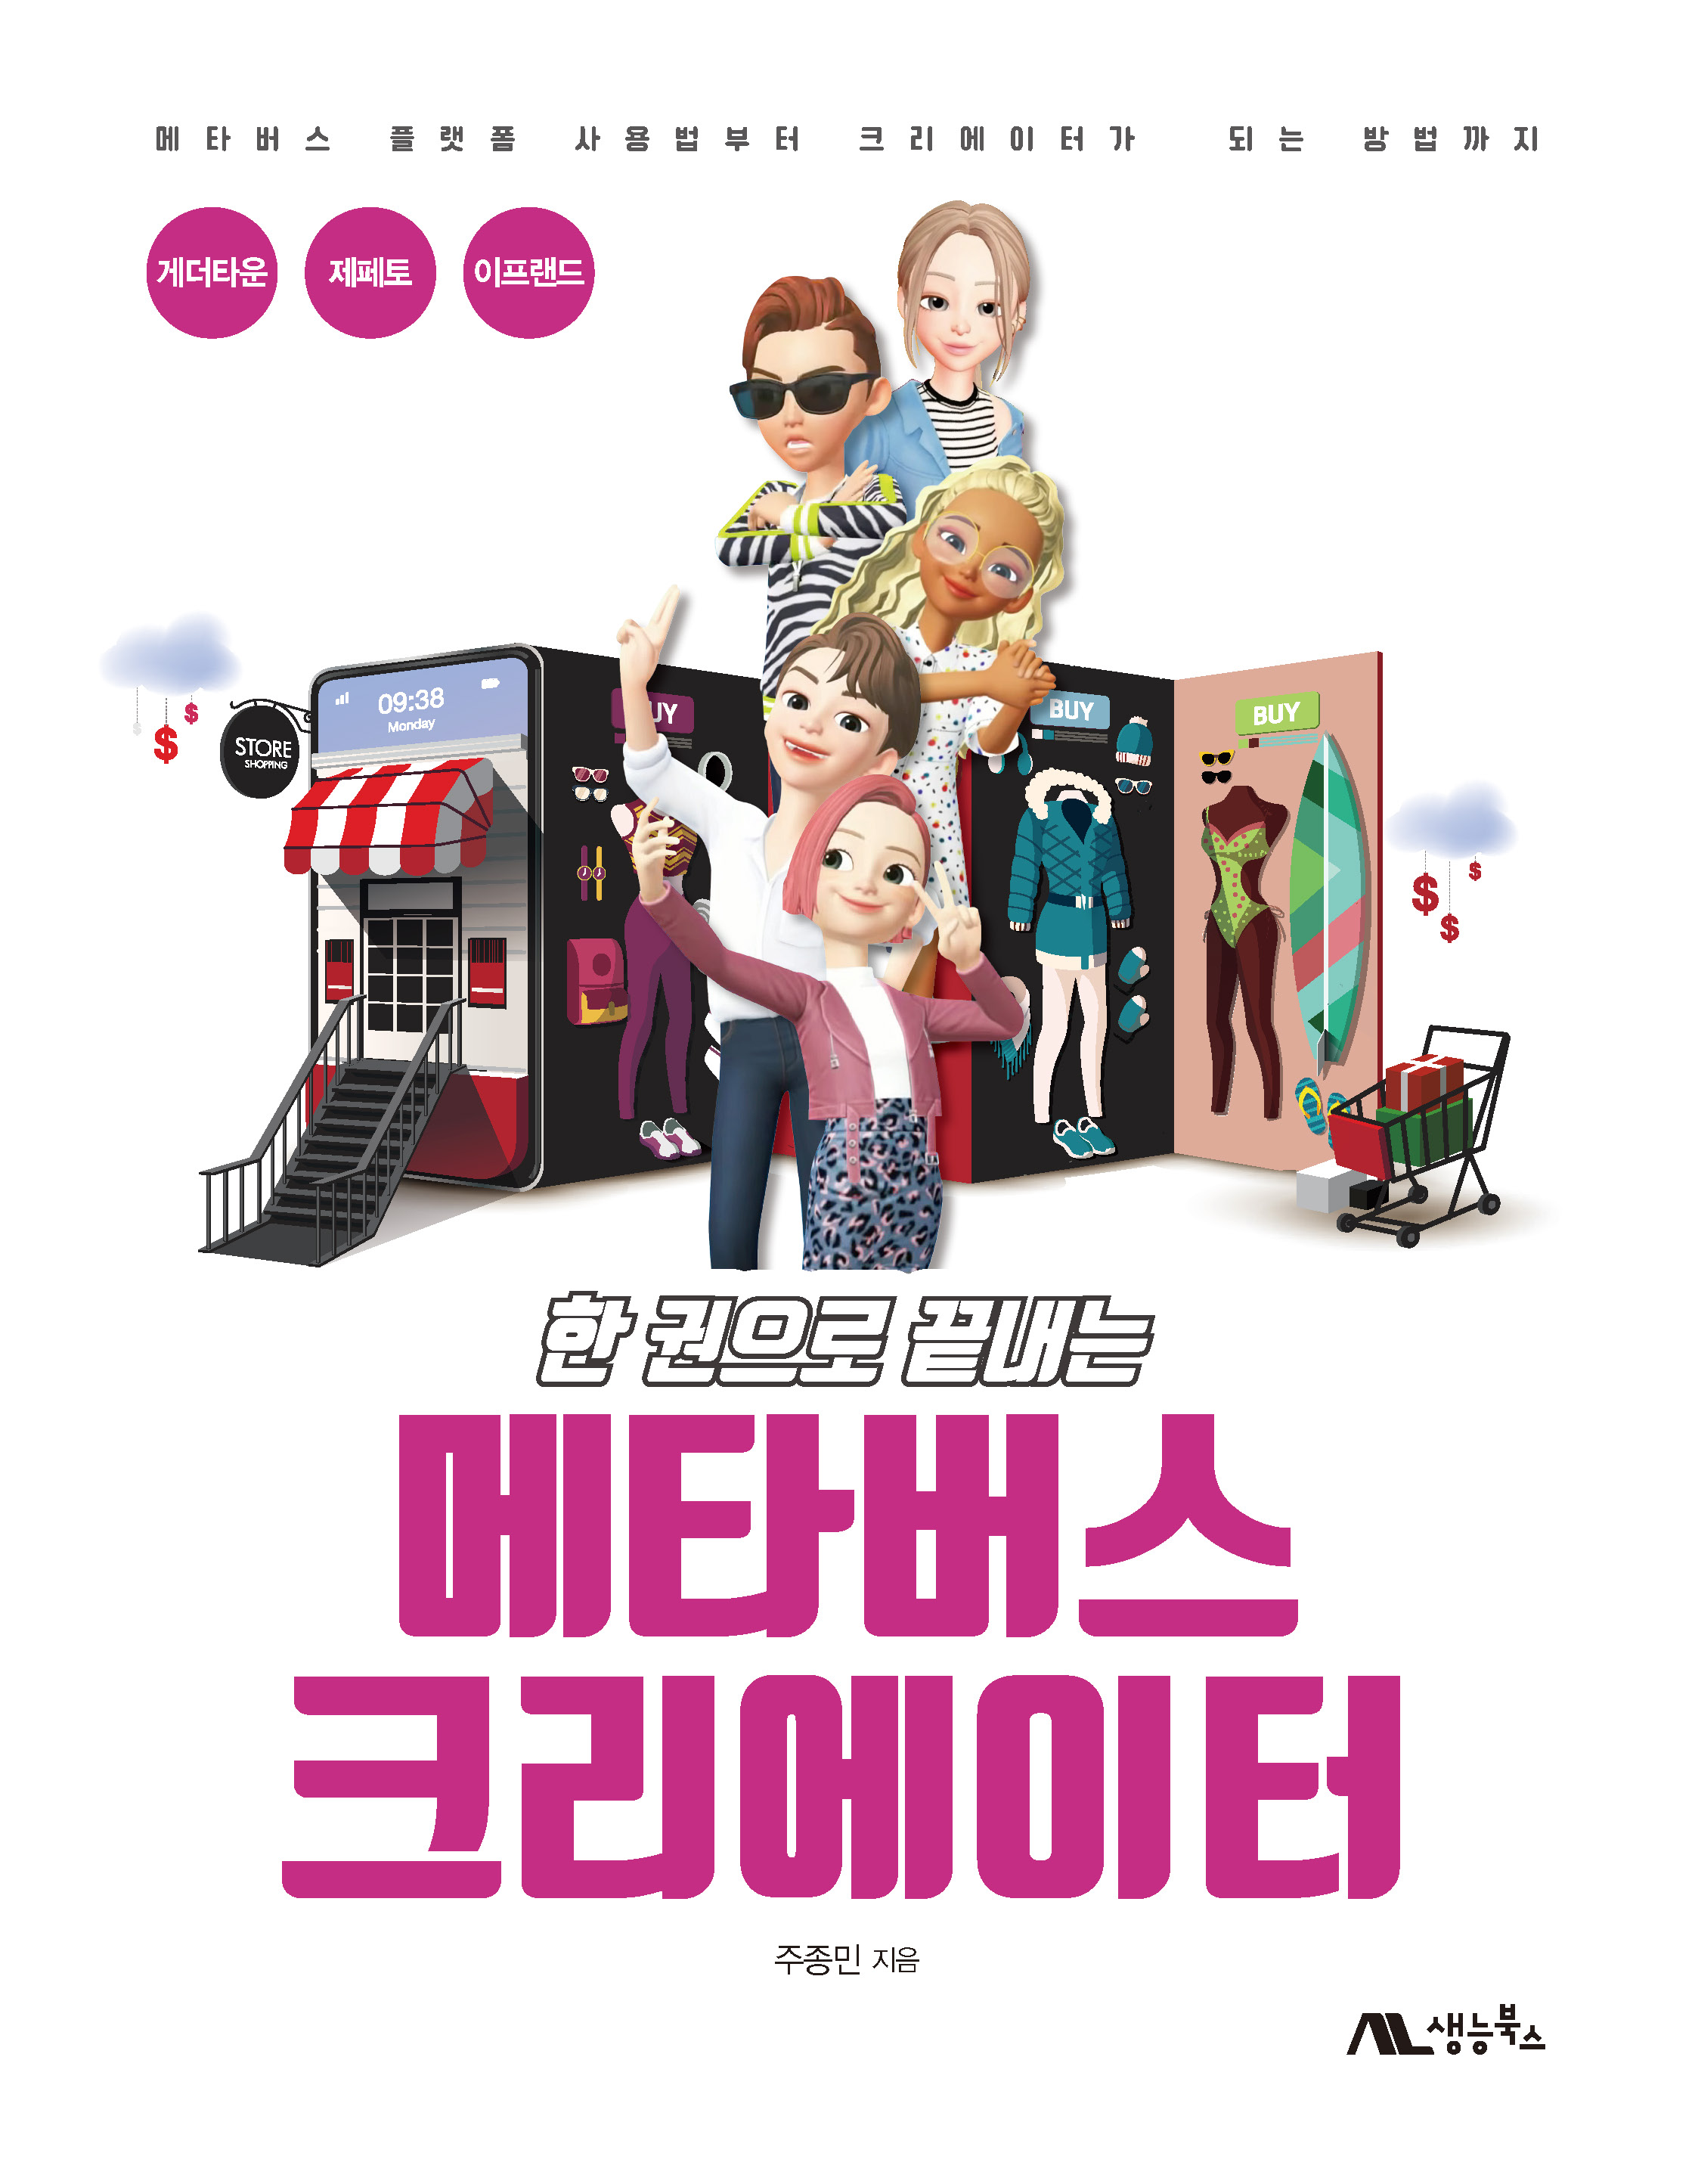 메타버스 플랫폼 사용법부터 크리에이터가 되는 방법까지
게더타운 제페토 이프랜드
09:38
Monday
STORE
SHOPPING
UY
BUY
BUY
한 권으로 끝내는
메타버스
크리에이터
주종민 지음
생능북스